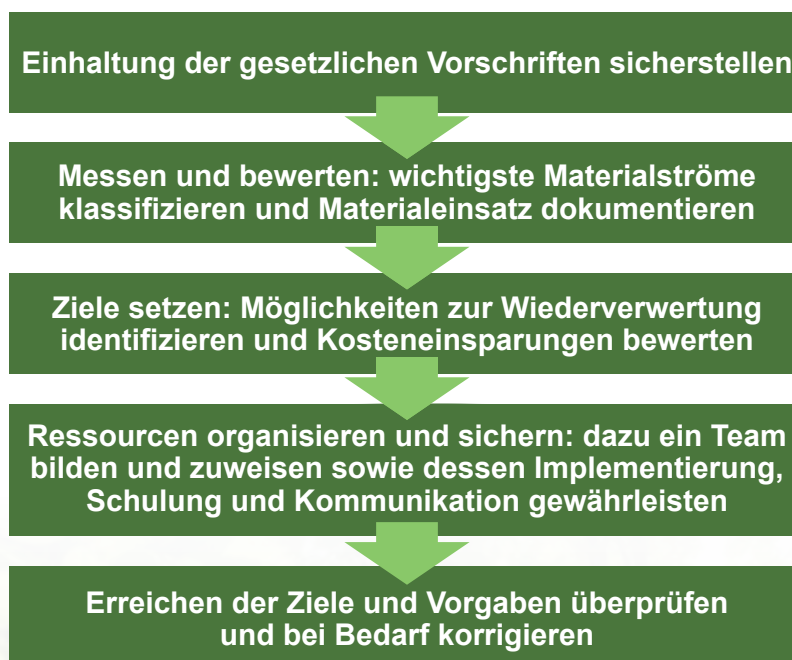 Einhaltung der gesetzlichen Vorschriften sicherstellen
Messen und bewerten: wichtigste Materialströme
klassifizieren und Materialeinsatz dokumentieren
Ziele setzen: Möglichkeiten zur Wiederverwertung
identifizieren und Kosteneinsparungen bewerten
Ressourcen organisieren und sichern: dazu ein Team
bilden und zuweisen sowie dessen Implementierung,
Schulung und Kommunikation gewährleisten
Erreichen der Ziele und Vorgaben überprüfen
und bei Bedarf korrigieren